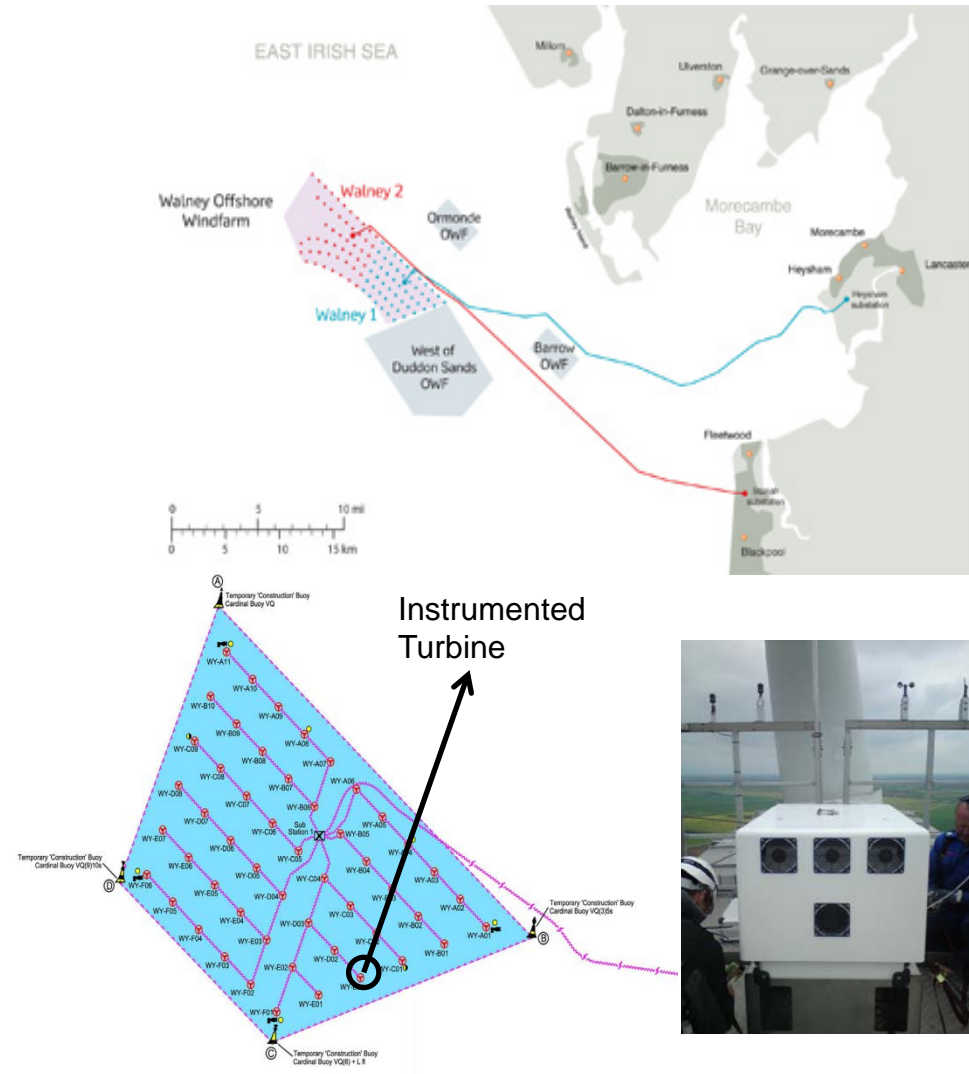 EAST IRISH SEA
Millom
Ulverston
Grange-over-Sands
Dalton-in-Furness
Barrow-in-Furness
Walney Island
Walney Offshore
Windfarm
Walney 2
Ormonde
OWF
Morecambe
Bay
Morecambe
Heysham
Lancaster
Heysham
substation
Walney 1
West of
Duddon Sands
OWF
Barrow
OWF
Fleetwood
substation
Blackpool
0 5 10 mi
0 5 10 15 km
A
Temporary 'Construction' Buoy
Cardinal Buoy VQ
Instrumented
Turbine
WY-A11
WY-A10
WY-B10
WY-A09
WY-B09
WY-A08
WY-C09
WY-B08
WY-A07
WY-C08
WY-B07
WY-A06
WY-D08
WY-C07
WY-B06
WY-A05
WY-D07
WY-C06
Sub
Station 1
WY-B05
WY-E07
WY-D06
WY-C05
WY-B04
WY-A03
WY-E06
WY-D05
WY-C04
WY-F06
WY-E05
WY-D04
WY-C03
WY-B02
WY-A02
WY-F05
WY-E04
WY-D03
WY-A01
WY-F04
WY-E03
WY-D02
WY-C01
WY-B01
WY-F03
WY-E02
WY-F02
WY-E01
WY-F01
Temporary 'Construction' Buoy
Cardinal Buoy VQ(9)10s
D
Temporary 'Construction' Buoy
Cardinal Buoy VQ(3)5s
B
C
Temporary 'Construction' Buoy
Cardinal Buoy VQ(6) + L fl